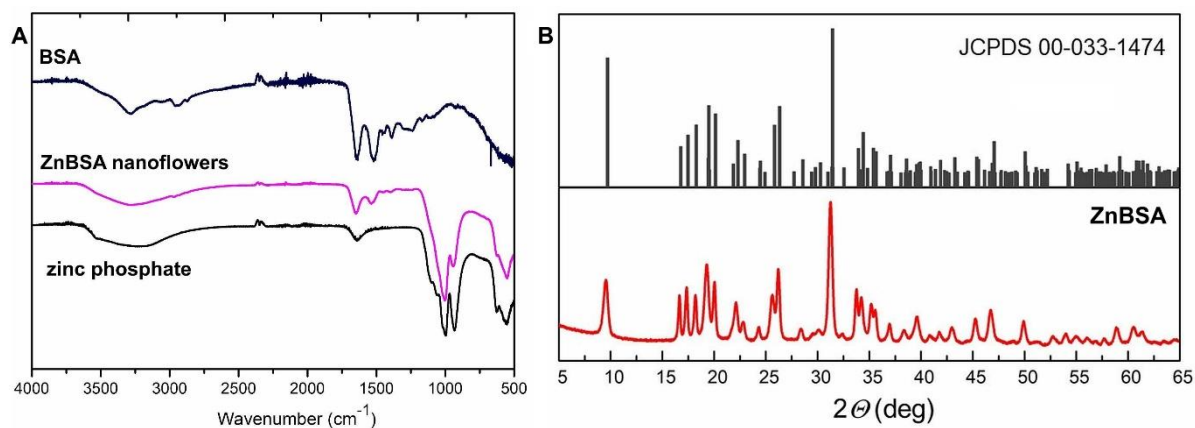 A
BSA
ZnBSA nanoflowers
zinc phosphate
4000 3500 3000 2500 2000 1500 1000 500
Wavenumber (cm⁻¹)
B
JCPDS 00-033-1474
ZnBSA
5 10 15 20 25 30 35 40 45 50 55 60 65
2Θ (deg)